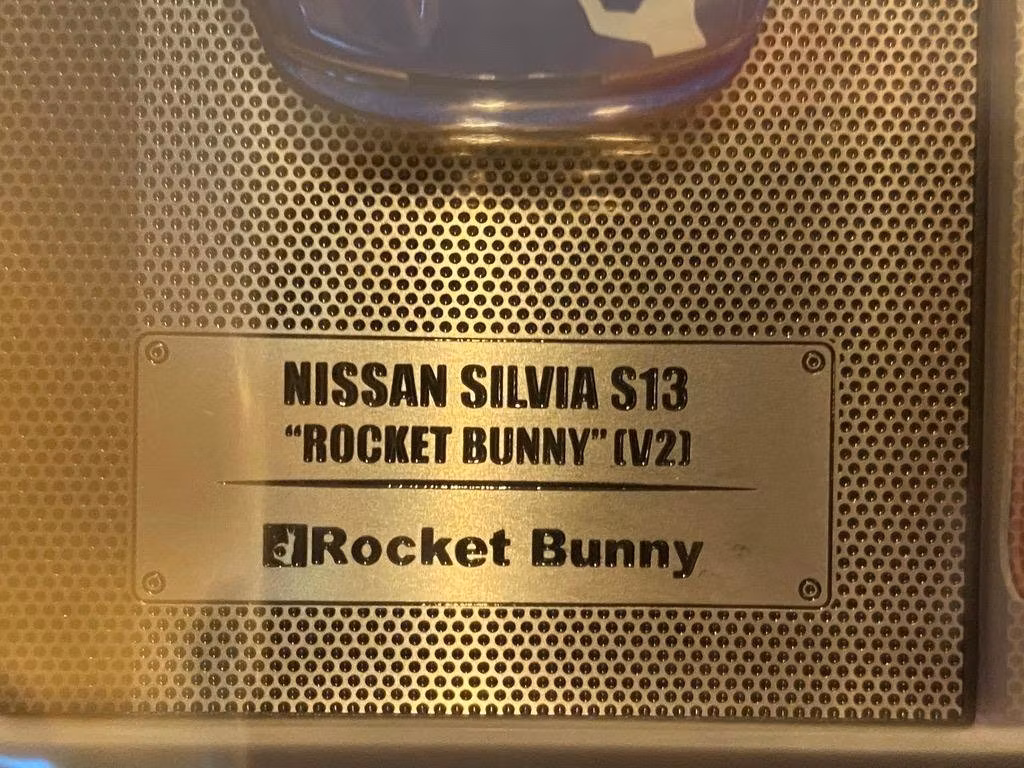 NISSAN SILVIA S13
“ROCKET BUNNY” (V2)
Rocket Bunny